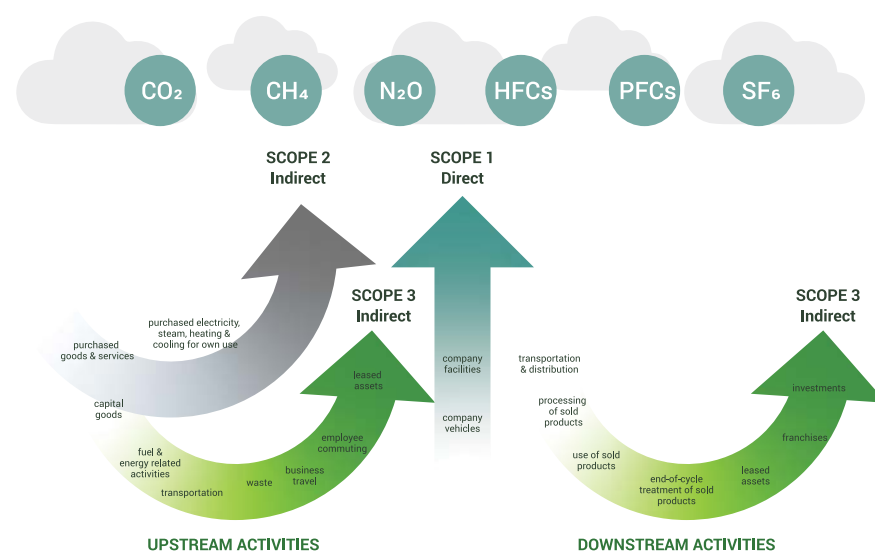 CO₂
CH₄
N₂O
HFCs
PFCs
SF₆
SCOPE 2
Indirect
SCOPE 1
Direct
SCOPE 3
Indirect
SCOPE 3
Indirect
purchased electricity,
steam, heating &
cooling for own use
purchased
goods & services
capital
goods
fuel &
energy related
activities
transportation
waste
business
travel
employee
commuting
leased
assets
company
facilities
company
vehicles
transportation
& distribution
processing
of sold
products
use of sold
products
end-of-cycle
treatment of sold
products
leased
assets
franchises
investments
UPSTREAM ACTIVITIES
DOWNSTREAM ACTIVITIES